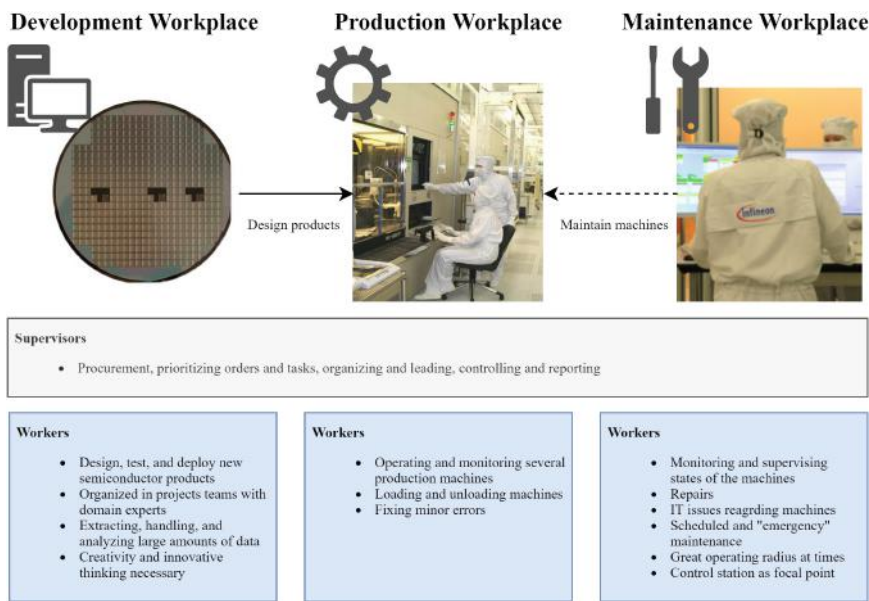 Development Workplace
Production Workplace
Maintenance Workplace
Design products
Maintain machines
infineon
Supervisors
• Procurement, prioritizing orders and tasks, organizing and leading, controlling and reporting
Workers
• Design, test, and deploy new
semiconductor products
• Organized in projects teams with
domain experts
• Extracting, handling, and
analyzing large amounts of data
• Creativity and innovative
thinking necessary
Workers
• Operating and monitoring several
production machines
• Loading and unloading machines
• Fixing minor errors
Workers
• Monitoring and supervising
states of the machines
• Repairs
• IT issues reagrding machines
• Scheduled and "emergency"
maintenance
• Great operating radius at times
• Control station as focal point